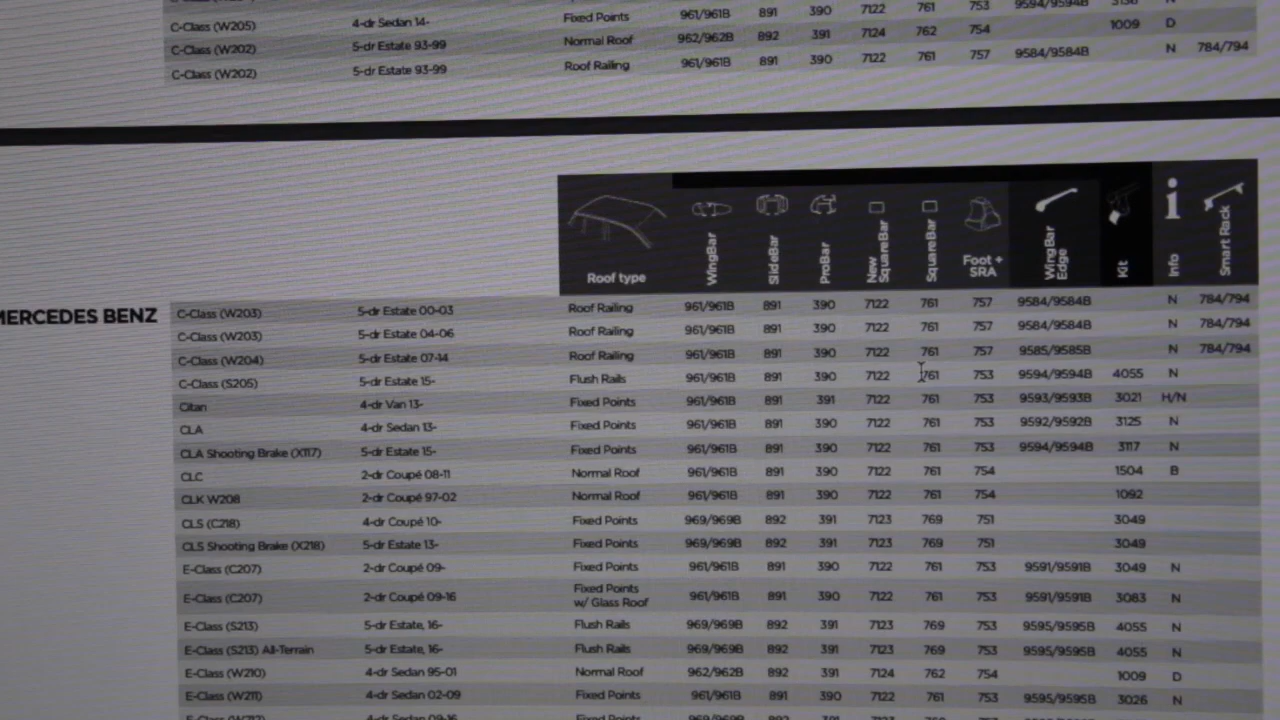 C-Class (W205) 4-dr Sedan 14- Fixed Points 961/961B 891 390 7122 761 753 9594/9594B N
C-Class (W202) 5-dr Estate 93-99 Normal Roof 962/962B 892 391 7124 762 754 1009 D
C-Class (W202) 5-dr Estate 93-99 Roof Railing 961/961B 891 390 7122 761 757 9584/9584B N 784/794
Roof type WingBar SlideBar ProBar New SquareBar SquareBar Foot + SRA WingBar Edge Kit Info Smart Rack
MERCEDES BENZ C-Class (W203) 5-dr Estate 00-03 Roof Railing 961/961B 891 390 7122 761 757 9584/9584B N 784/794
C-Class (W203) 5-dr Estate 04-06 Roof Railing 961/961B 891 390 7122 761 757 9584/9584B N 784/794
C-Class (W204) 5-dr Estate 07-14 Roof Railing 961/961B 891 390 7122 761 757 9585/9585B N 784/794
C-Class (S205) 5-dr Estate 15- Flush Rails 961/961B 891 390 7122 761 753 9594/9594B 4055 N
Citan 4-dr Van 13- Fixed Points 961/961B 891 391 7122 761 753 9593/9593B 3021 H/N
CLA 4-dr Sedan 13- Fixed Points 961/961B 891 390 7122 761 753 9592/9592B 3125 N
CLA Shooting Brake (X117) 5-dr Estate 15- Fixed Points 961/961B 891 390 7122 761 753 9594/9594B 3117 N
CLC 2-dr Coupé 08-11 Normal Roof 961/961B 891 390 7122 761 754 1504 B
CLK W208 2-dr Coupé 97-02 Normal Roof 961/961B 891 390 7122 761 754 1092
CLS (C218) 4-dr Coupé 10- Fixed Points 969/969B 892 391 7123 769 751 3049
CLS Shooting Brake (X218) 5-dr Estate 13- Fixed Points 969/969B 892 391 7123 769 751 3049
E-Class (C207) 2-dr Coupé 09- Fixed Points 961/961B 891 390 7122 761 753 9591/9591B 3049 N
E-Class (C207) 2-dr Coupé 09-16 Fixed Points w/ Glass Roof 961/961B 891 390 7122 761 753 9591/9591B 3083 N
E-Class (S213) 5-dr Estate, 16- Flush Rails 969/969B 892 391 7123 769 753 9595/9595B 4055 N
E-Class (S213) All-Terrain 5-dr Estate, 16- Flush Rails 969/969B 892 391 7123 769 753 9595/9595B 4055 N
E-Class (W210) 4-dr Sedan 95-01 Normal Roof 962/962B 892 391 7124 762 754 1009 D
E-Class (W211) 4-dr Sedan 02-09 Fixed Points 961/961B 891 390 7122 761 753 9595/9595B 3026 N
4-dr Sedan 09-16 Fixed Points 969/969B 892 391 7123